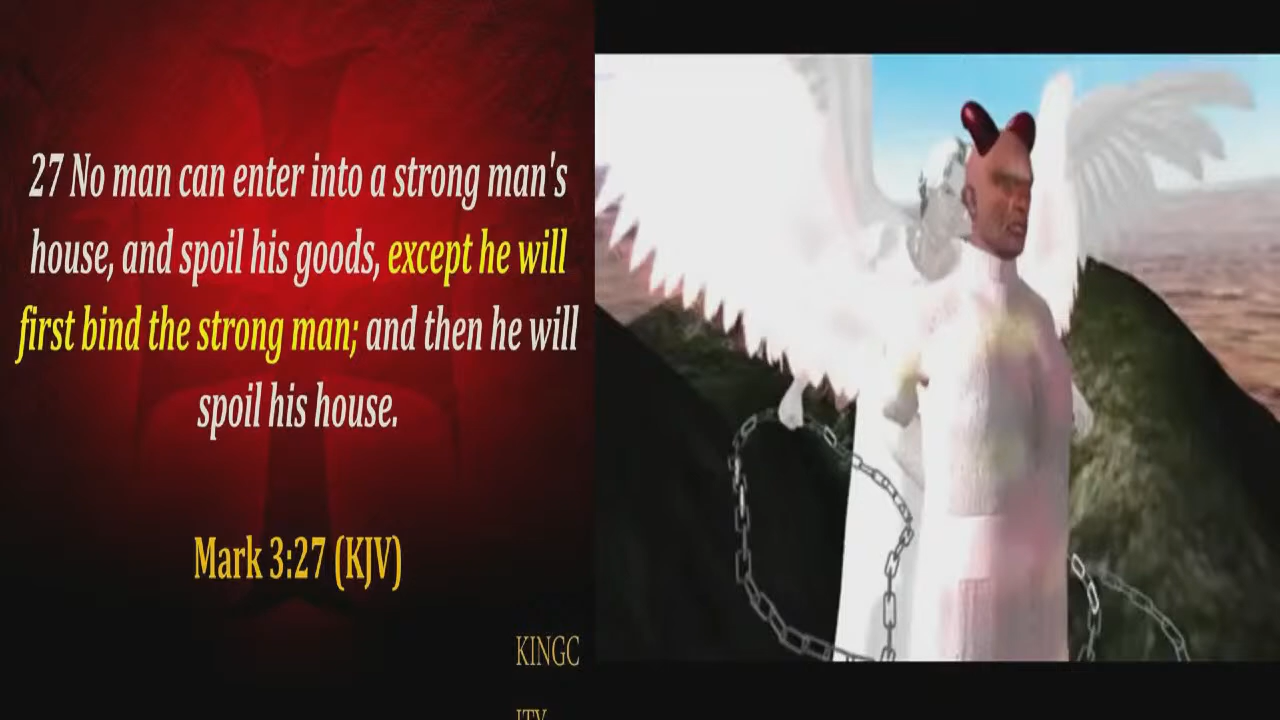 27 No man can enter into a strong man's
house, and spoil his goods, except he will
first bind the strong man; and then he will
spoil his house.
Mark 3:27 (KJV)
KINGC
ITY